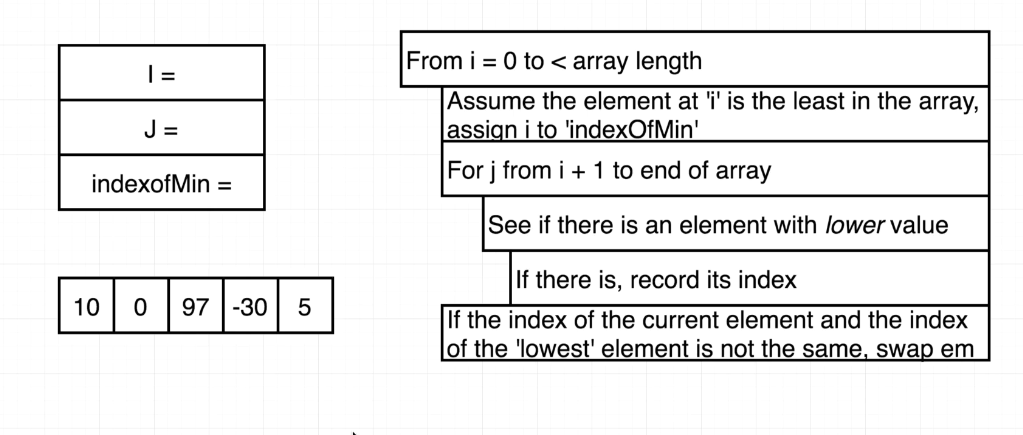 I =
J =
indexofMin =
10 0 97 -30 5
From i = 0 to < array length
Assume the element at 'i' is the least in the array,
assign i to 'indexOfMin'
For j from i + 1 to end of array
See if there is an element with lower value
If there is, record its index
If the index of the current element and the index
of the 'lowest' element is not the same, swap em